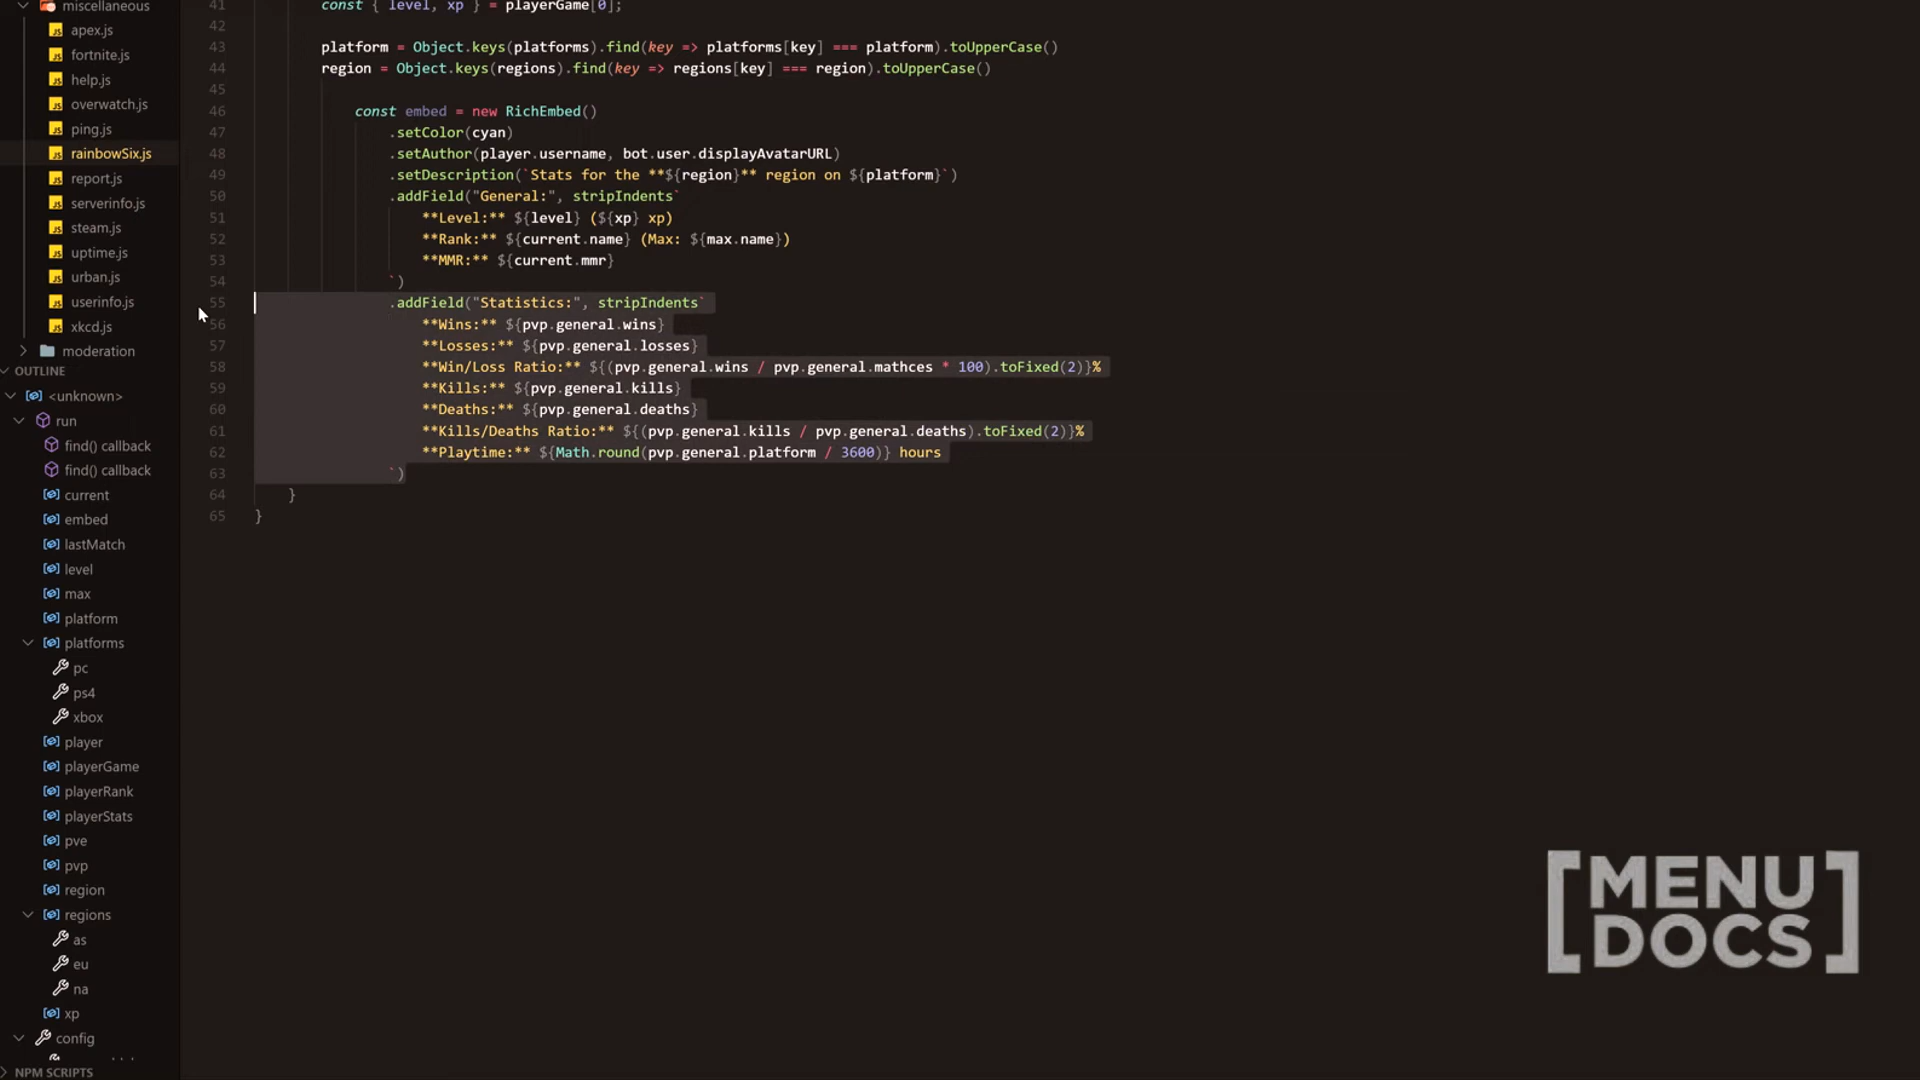 miscellaneous
apex.js
fortnite.js
help.js
overwatch.js
ping.js
rainbowSix.js
report.js
serverinfo.js
steam.js
uptime.js
urban.js
userinfo.js
xkcd.js
moderation
OUTLINE
<unknown>
run
find() callback
find() callback
current
embed
lastMatch
level
max
platform
platforms
pc
ps4
xbox
player
playerGame
playerRank
playerStats
pve
pvp
region
regions
as
eu
na
xp
config
NPM SCRIPTS
41 const { level, xp } = playerGame[0];
42
43 platform = Object.keys(platforms).find(key => platforms[key] === platform).toUpperCase()
44 region = Object.keys(regions).find(key => regions[key] === region).toUpperCase()
45
46 const embed = new RichEmbed()
47 .setColor(cyan)
48 .setAuthor(player.username, bot.user.displayAvatarURL)
49 .setDescription(`Stats for the **${region}** region on ${platform}`)
50 .addField("General:", stripIndents`
51 **Level:** ${level} (${xp} xp)
52 **Rank:** ${current.name} (Max: ${max.name})
53 **MMR:** ${current.mmr}
54 `)
55 .addField("Statistics:", stripIndents`
56 **Wins:** ${pvp.general.wins}
57 **Losses:** ${pvp.general.losses}
58 **Win/Loss Ratio:** ${(pvp.general.wins / pvp.general.mathces * 100).toFixed(2)}%
59 **Kills:** ${pvp.general.kills}
60 **Deaths:** ${pvp.general.deaths}
61 **Kills/Deaths Ratio:** ${(pvp.general.kills / pvp.general.deaths).toFixed(2)}%
62 **Playtime:** ${Math.round(pvp.general.platform / 3600)} hours
63 `)
64 }
65 }
[MENU
DOCS]